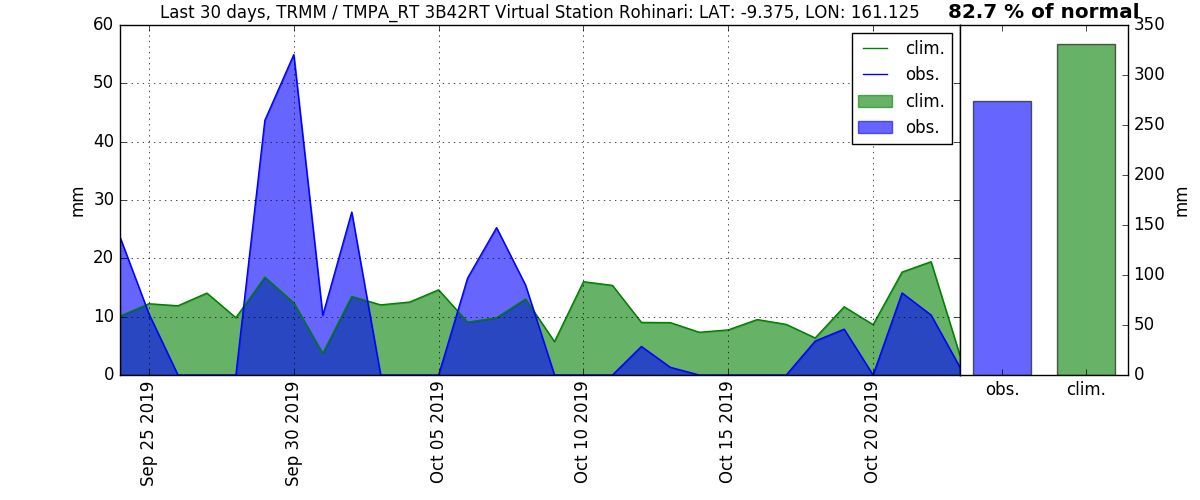 Last 30 days, TRMM / TMPA_RT 3B42RT Virtual Station Rohinari: LAT: -9.375, LON: 161.125
82.7 % of normal
60
50
40
30
20
10
0
mm
clim.
obs.
clim.
obs.
Sep 25 2019
Sep 30 2019
Oct 05 2019
Oct 10 2019
Oct 15 2019
Oct 20 2019
350
300
250
200
150
100
50
0
mm
obs.
clim.